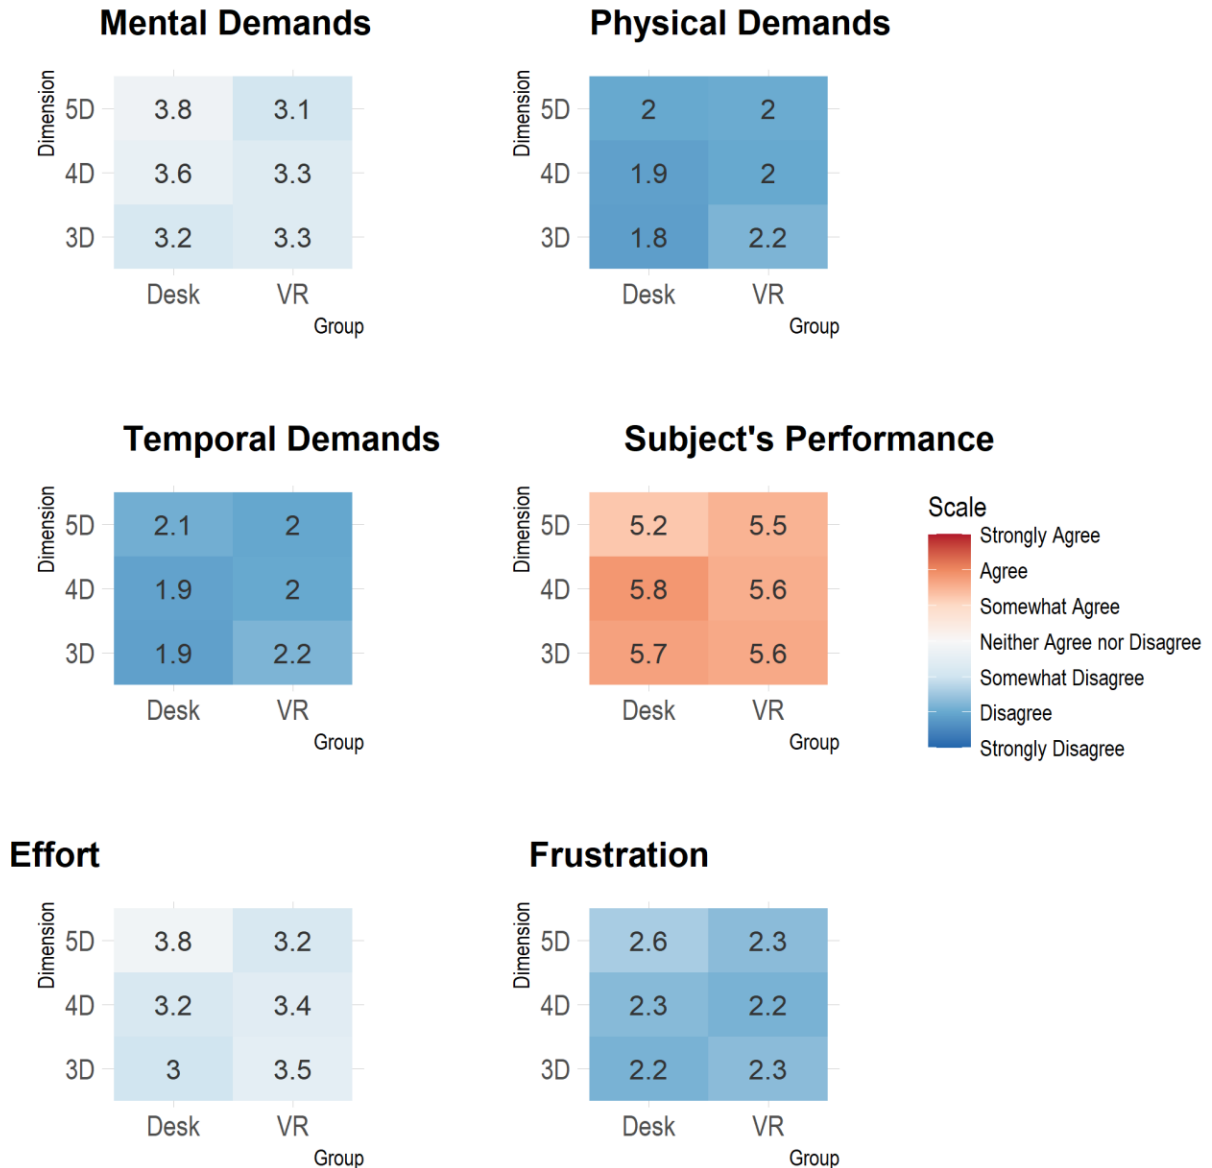 Mental Demands
Dimension
5D 3.8 3.1
4D 3.6 3.3
3D 3.2 3.3
Desk VR
Group
Physical Demands
Dimension
5D 2 2
4D 1.9 2
3D 1.8 2.2
Desk VR
Group
Temporal Demands
Dimension
5D 2.1 2
4D 1.9 2
3D 1.9 2.2
Desk VR
Group
Subject's Performance
Dimension
5D 5.2 5.5
4D 5.8 5.6
3D 5.7 5.6
Desk VR
Group
Scale
Strongly Agree
Agree
Somewhat Agree
Neither Agree nor Disagree
Somewhat Disagree
Disagree
Strongly Disagree
Effort
Dimension
5D 3.8 3.2
4D 3.2 3.4
3D 3 3.5
Desk VR
Group
Frustration
Dimension
5D 2.6 2.3
4D 2.3 2.2
3D 2.2 2.3
Desk VR
Group